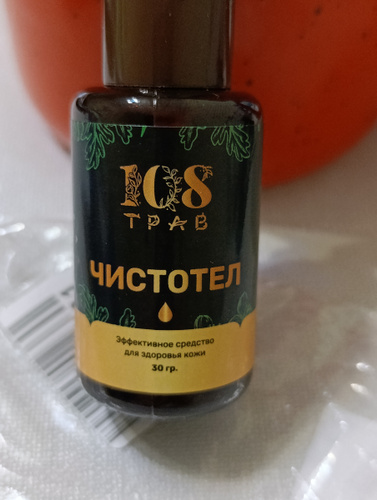 108
ТРАВ
ЧИСТОТЕЛ
Эффективное средство
для здоровья кожи
30 гр.